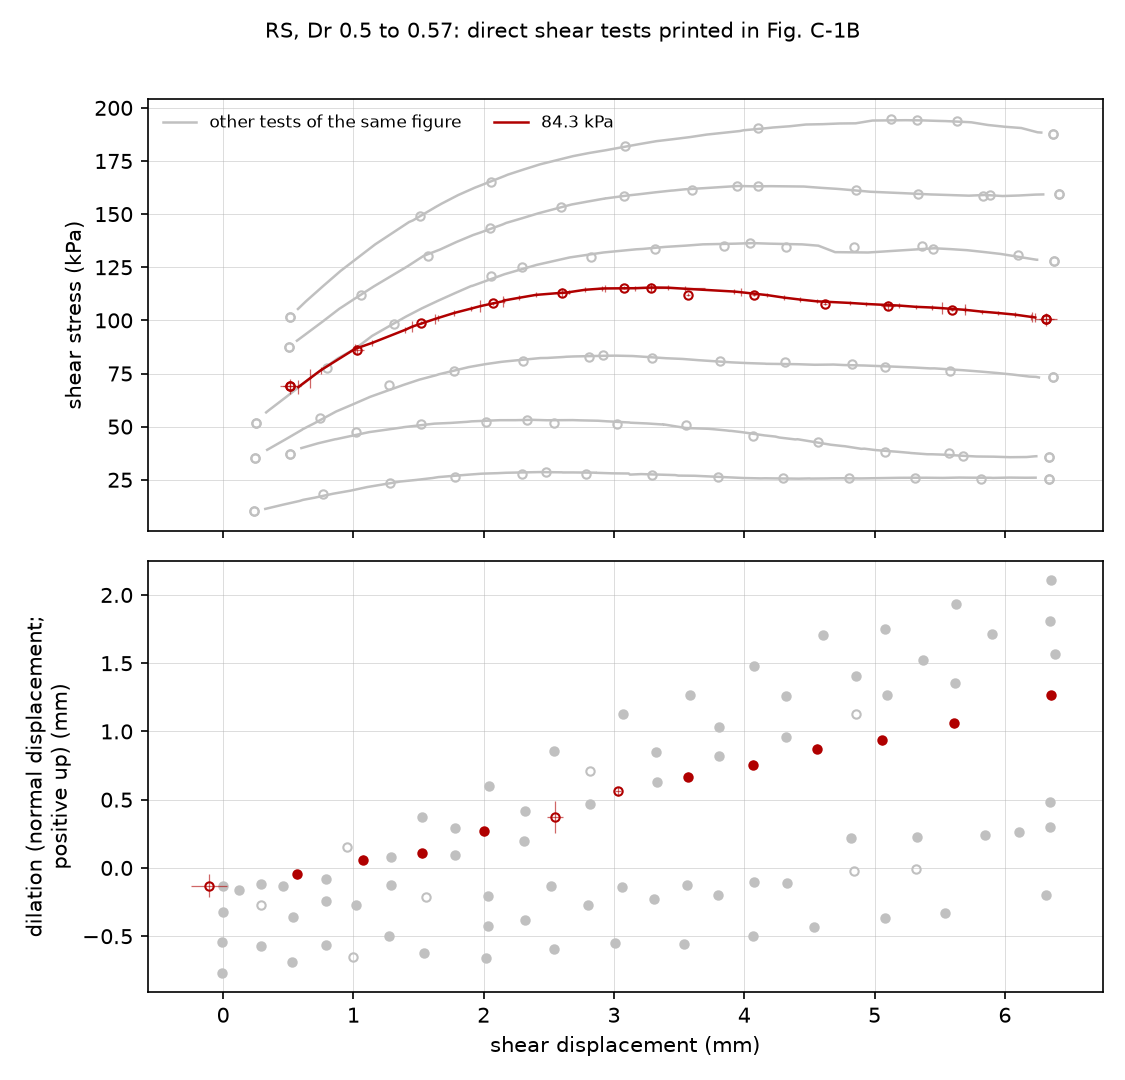 RS, Dr 0.5 to 0.57: direct shear tests printed in Fig. C-1B
other tests of the same figure
84.3 kPa
200
175
150
125
100
75
50
25
shear stress (kPa)
2.0
1.5
1.0
0.5
0.0
−0.5
dilation (normal displacement;
positive up) (mm)
0 1 2 3 4 5 6
shear displacement (mm)